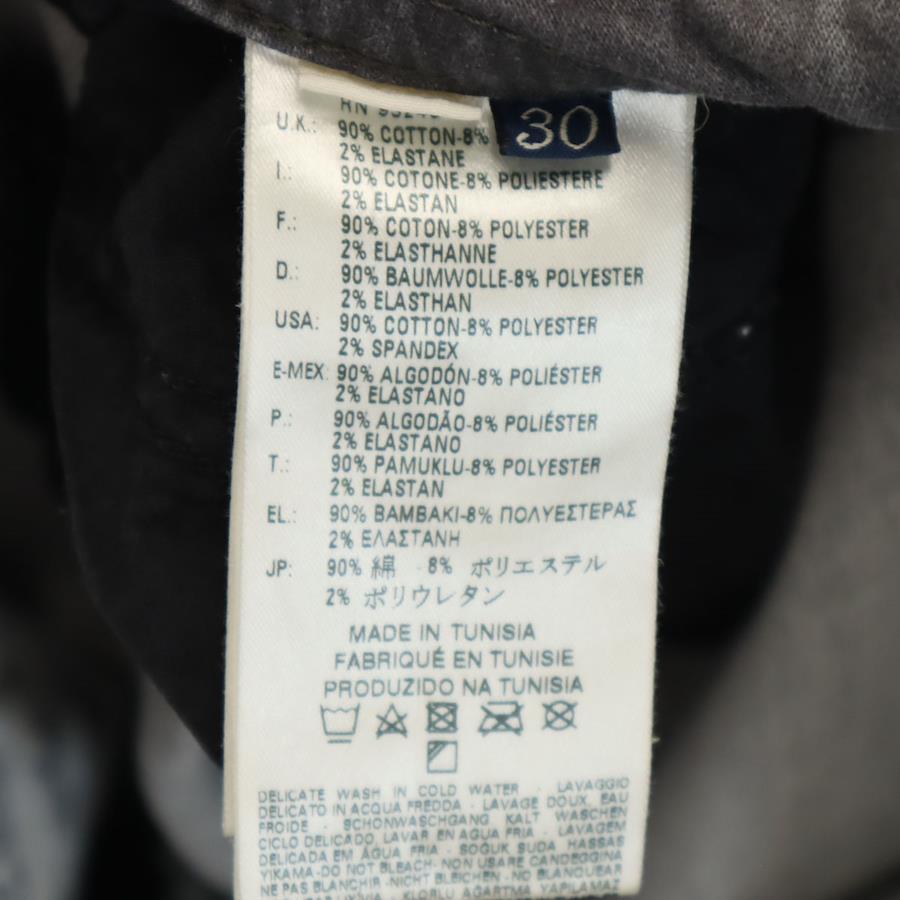 30
U.K.: 90% COTTON-8%
2% ELASTANE
I.: 90% COTONE-8% POLIESTERE
2% ELASTAN
F.: 90% COTON-8% POLYESTER
2% ELASTHANNE
D.: 90% BAUMWOLLE-8% POLYESTER
2% ELASTHAN
USA: 90% COTTON-8% POLYESTER
2% SPANDEX
E-MEX: 90% ALGODÓN-8% POLIÉSTER
2% ELASTANO
P.: 90% ALGODÃO-8% POLIÉSTER
2% ELASTANO
T.: 90% PAMUKLU-8% POLYESTER
2% ELASTAN
EL.: 90% ΒΑΜΒΑΚΙ-8% ΠΟΛΥΕΣΤΕΡΑΣ
2% ΕΛΑΣΤΑΝΗ
JP: 90% 綿 8% ポリエステル
2% ポリウレタン
MADE IN TUNISIA
FABRIQUÉ EN TUNISIE
PRODUZIDO NA TUNISIA
DELICATE WASH IN COLD WATER - LAVAGGIO
DELICATO IN ACQUA FREDDA - LAVAGE DOUX, EAU
FROIDE - SCHONWASCHGANG KALT WASCHEN
CICLO DELICADO, LAVAR EN AGUA FRIA - LAVAGEM
DELICADA EM ÁGUA FRIA - SOĞUK SUDA HASSAS
YIKAMA-DO NOT BLEACH- NON USARE CANDEGGINA
NE PAS BLANCHIR -NICHT BLEICHEN -NO BLANQUEAR
KLORLU AĞARTMA YAPILAMAZ